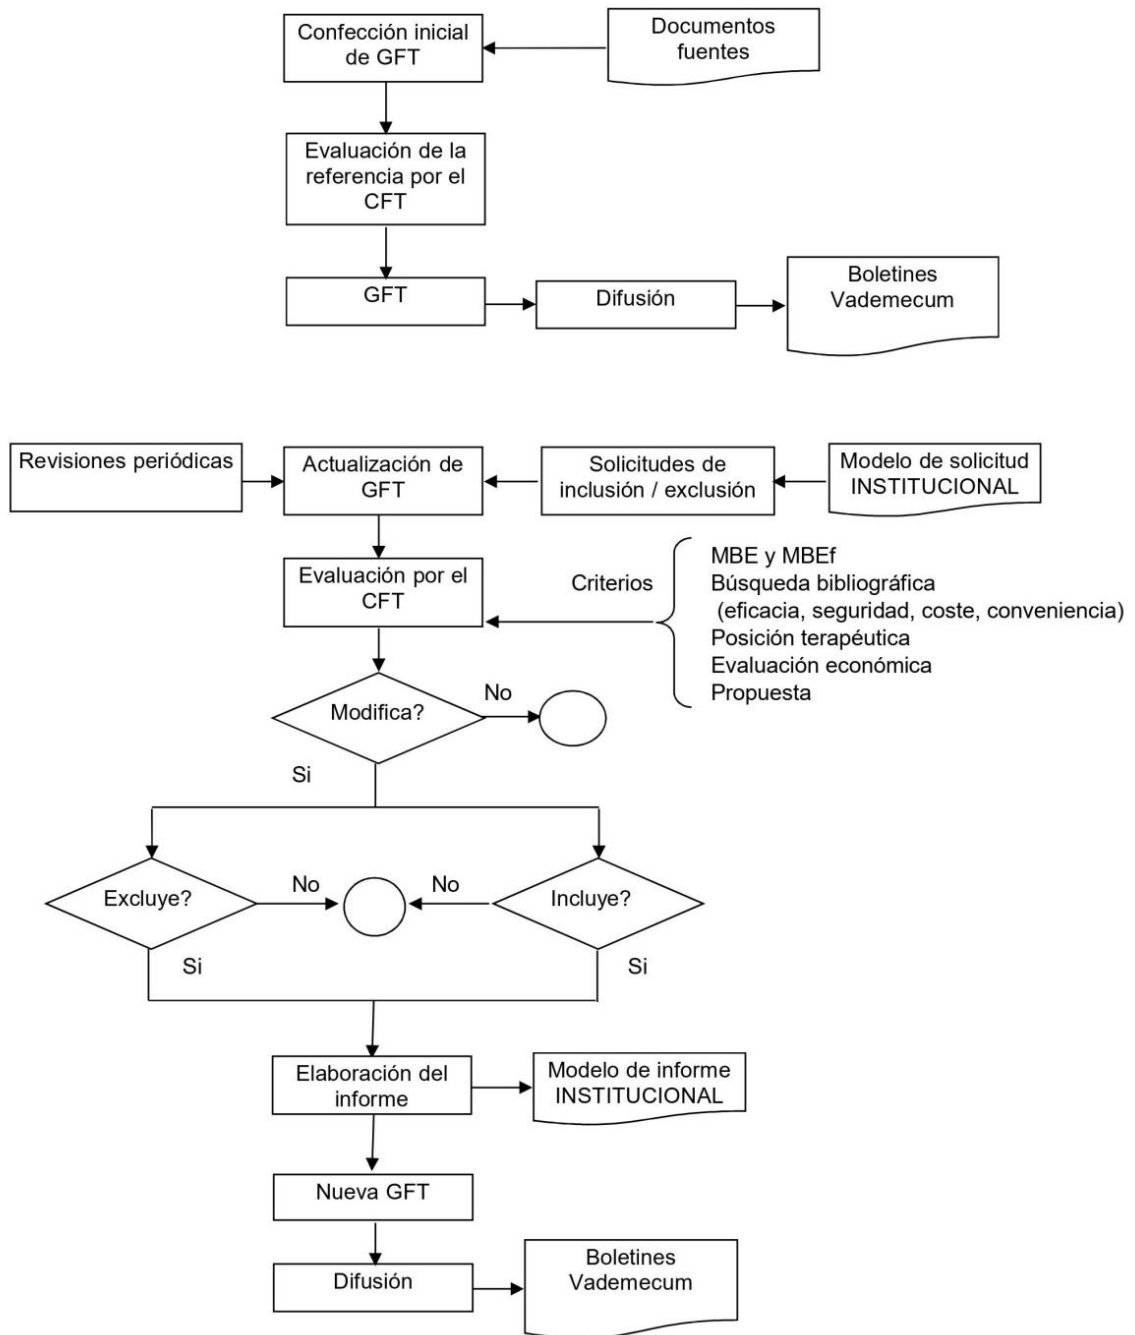 Confección inicial
de GFT
Documentos
fuentes
Evaluación de la
referencia por el
CFT
GFT
Difusión
Boletines
Vademecum
Revisiones periódicas
Actualización de
GFT
Solicitudes de
inclusión / exclusión
Modelo de solicitud
INSTITUCIONAL
Evaluación por el
CFT
Criterios
MBE y MBEf
Búsqueda bibliográfica
(eficacia, seguridad, coste, conveniencia)
Posición terapéutica
Evaluación económica
Propuesta
Modifica?
No
Si
Excluye?
No
No
Incluye?
Si
Si
Elaboración del
informe
Modelo de informe
INSTITUCIONAL
Nueva GFT
Difusión
Boletines
Vademecum